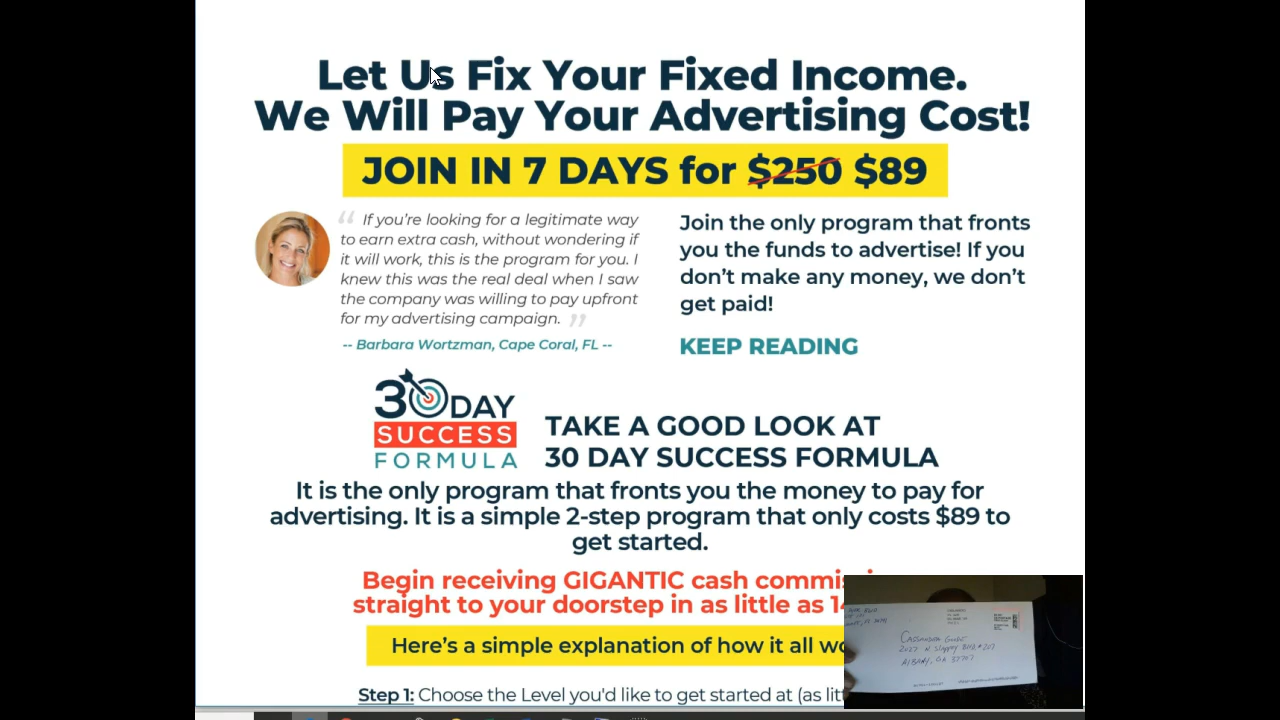 Let Us Fix Your Fixed Income.
We Will Pay Your Advertising Cost!
JOIN IN 7 DAYS for $250 $89
“ If you’re looking for a legitimate way
to earn extra cash, without wondering if
it will work, this is the program for you. I
knew this was the real deal when I saw
the company was willing to pay upfront
for my advertising campaign. ”
-- Barbara Wortzman, Cape Coral, FL --
Join the only program that fronts
you the funds to advertise! If you
don’t make any money, we don’t
get paid!
KEEP READING
30 DAY
SUCCESS
FORMULA
TAKE A GOOD LOOK AT
30 DAY SUCCESS FORMULA
It is the only program that fronts you the money to pay for
advertising. It is a simple 2-step program that only costs $89 to
get started.
Begin receiving GIGANTIC cash
straight to your doorstep in as little as
Here’s a simple explanation of how it all
Step 1: Choose the Level you'd like to get started at (as
Cassandra
2027 N Slappey Blvd
Albany, GA